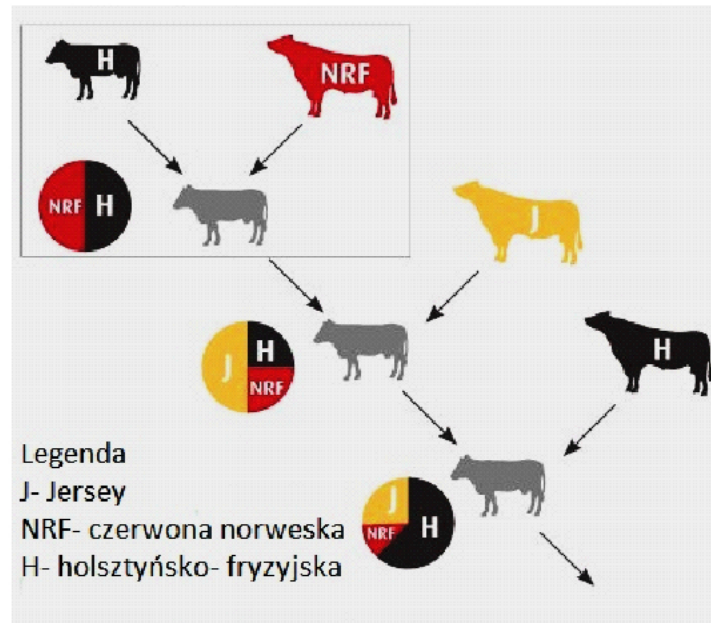 H
NRF
NRF H
J
J H
NRF
H
J
NRF H
Legenda
J- Jersey
NRF- czerwona norweska
H- holsztyńsko- fryzyjska